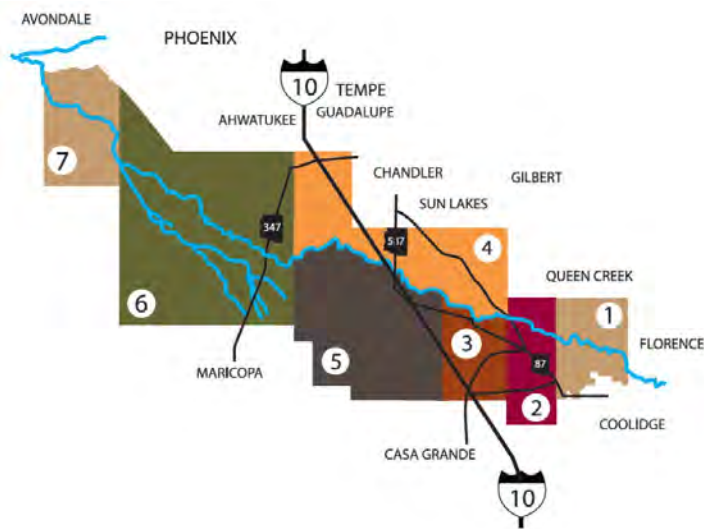 AVONDALE
PHOENIX
10
TEMPE
GUADALUPE
AHWATUKEE
7
CHANDLER
GILBERT
SUN LAKES
347
4
QUEEN CREEK
6
1
3
FLORENCE
5
87
MARICOPA
2
COOLIDGE
CASA GRANDE
10